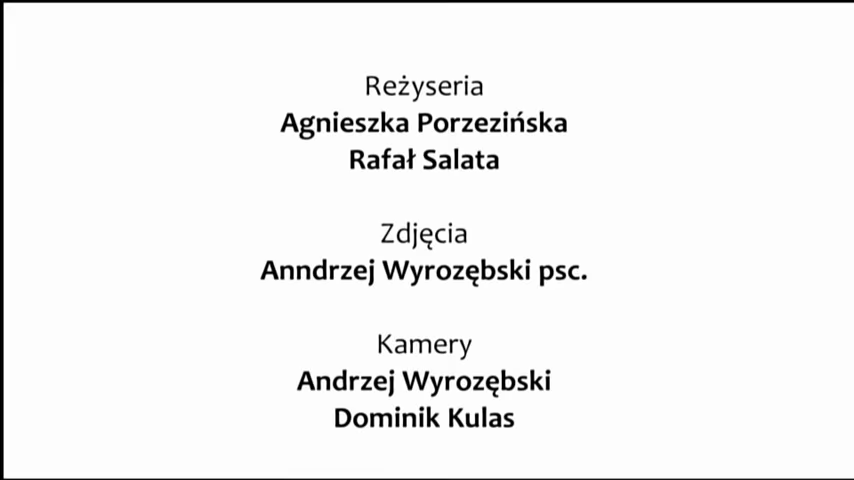 Reżyseria
Agnieszka Porzezińska
Rafał Salata
Zdjęcia
Anndrzej Wyrozębski psc.
Kamery
Andrzej Wyrozębski
Dominik Kulas